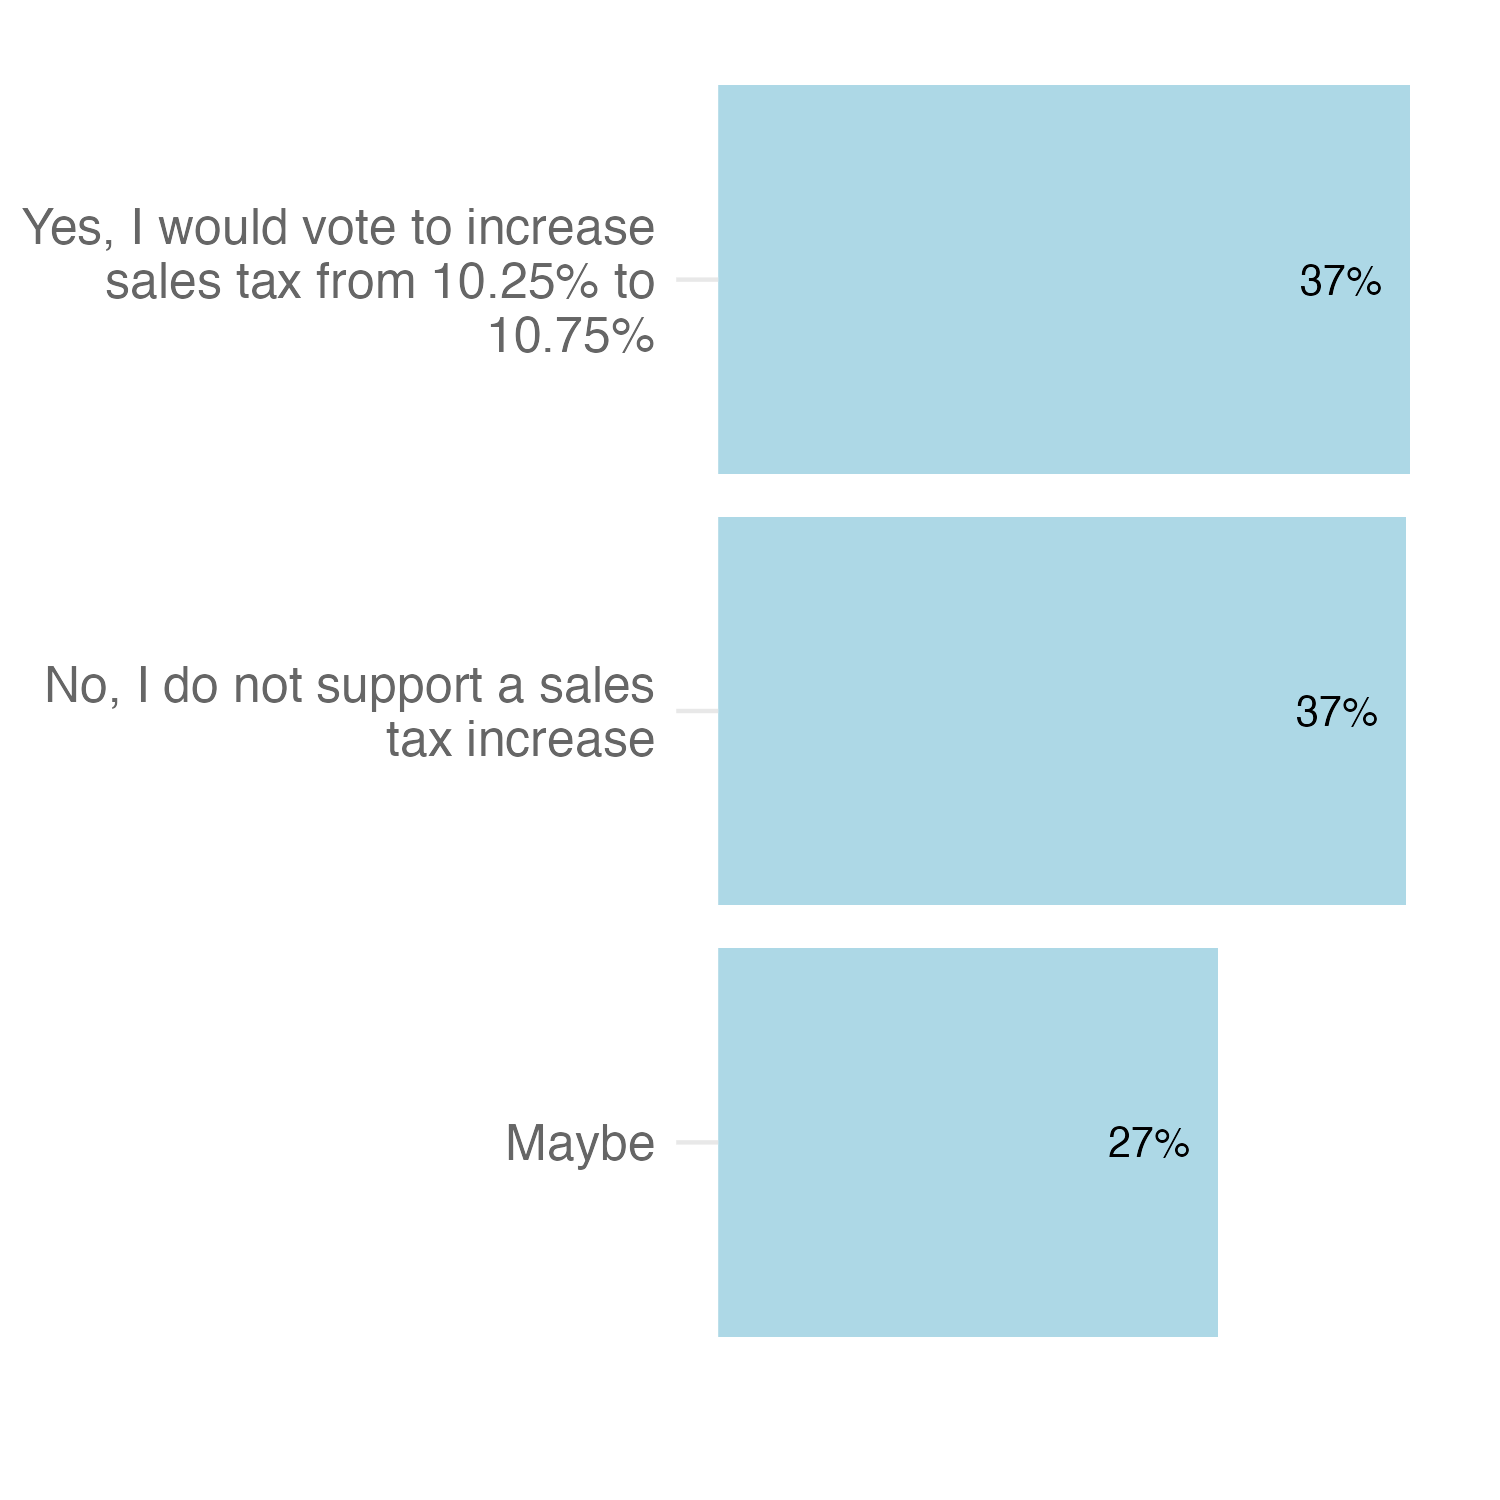 Yes, I would vote to increase
sales tax from 10.25% to
10.75%
37%
No, I do not support a sales
tax increase
37%
Maybe
27%